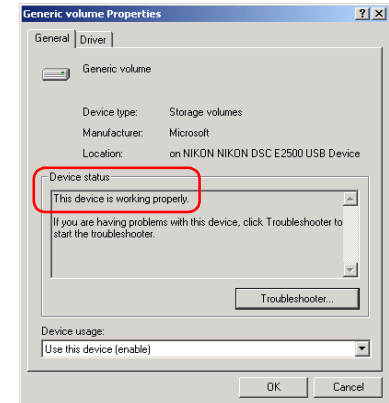 Generic volume Properties
General Driver
Generic volume
Device type: Storage volumes
Manufacturer: Microsoft
Location: on NIKON NIKON DSC E2500 USB Device
Device status
This device is working properly.
If you are having problems with this device, click Troubleshooter to
start the troubleshooter.
Troubleshooter...
Device usage:
Use this device (enable)
OK Cancel